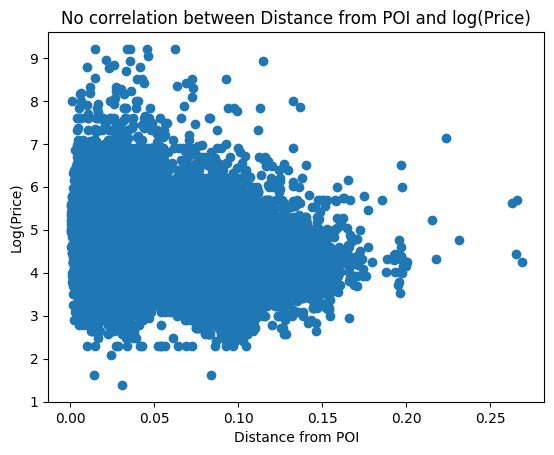 No correlation between Distance from POI and log(Price)
9
8
7
6
5
4
3
2
1
Log(Price)
0.00 0.05 0.10 0.15 0.20 0.25
Distance from POI